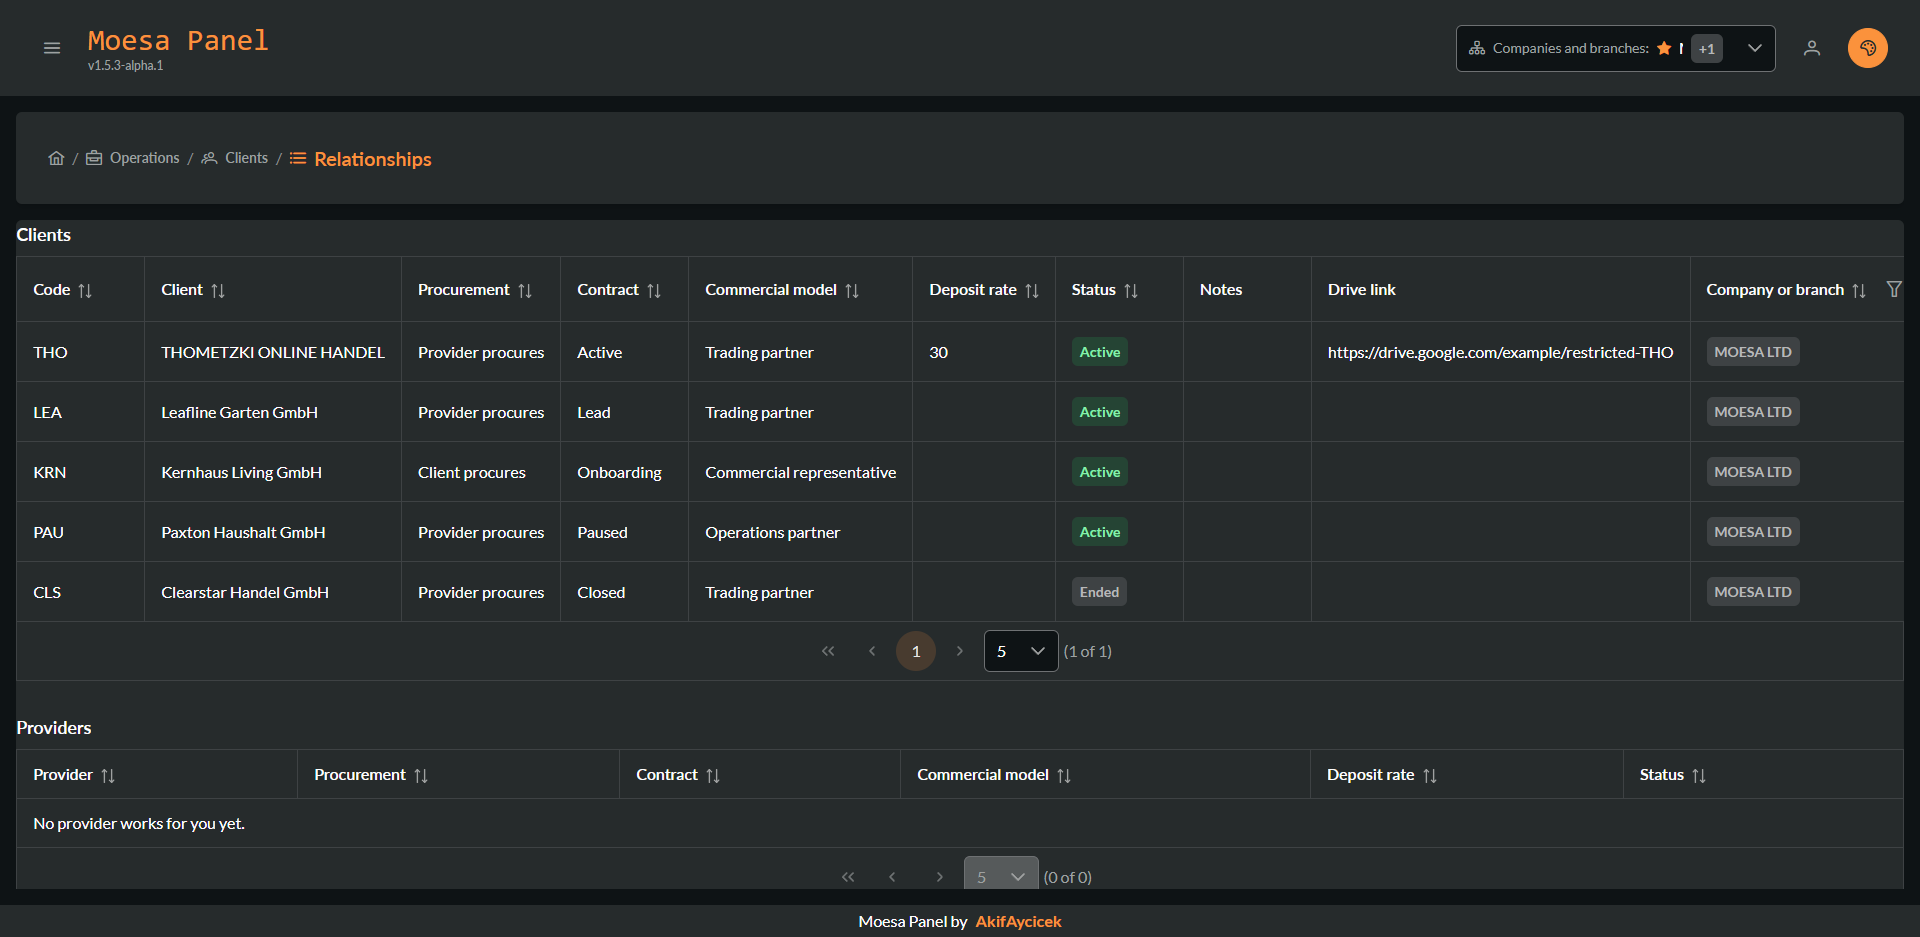 Moesa Panel
v1.5.3-alpha.1
Companies and branches: +1
/ Operations / Clients / Relationships
Clients
Code Client Procurement Contract Commercial model Deposit rate Status Notes Drive link Company or branch
THO THOMETZKI ONLINE HANDEL Provider procures Active Trading partner 30 Active https://drive.google.com/example/restricted-THO MOESA LTD
LEA Leafline Garten GmbH Provider procures Lead Trading partner Active MOESA LTD
KRN Kernhaus Living GmbH Client procures Onboarding Commercial representative Active MOESA LTD
PAU Paxton Haushalt GmbH Provider procures Paused Operations partner Active MOESA LTD
CLS Clearstar Handel GmbH Provider procures Closed Trading partner Ended MOESA LTD
1 5 (1 of 1)
Providers
Provider Procurement Contract Commercial model Deposit rate Status
No provider works for you yet.
5 (0 of 0)
Moesa Panel by AkifAycicek